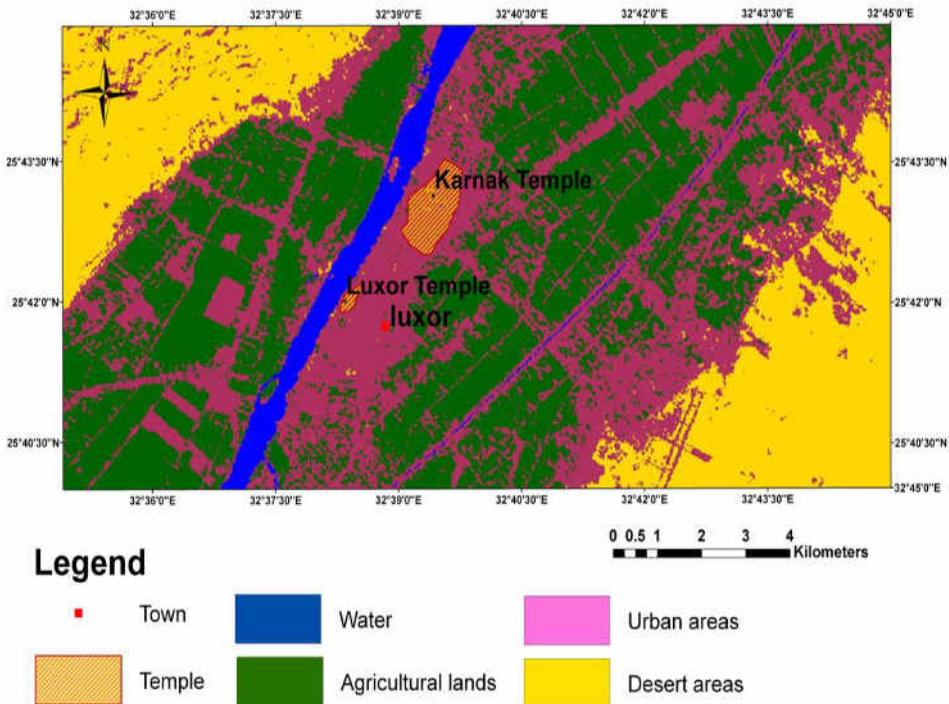 32°36'0"E 32°37'30"E 32°39'0"E 32°40'30"E 32°42'0"E 32°43'30"E 32°45'0"E
N
25°43'30"N 25°43'30"N
Karnak Temple
25°42'0"N 25°42'0"N
Luxor Temple
luxor
25°40'30"N 25°40'30"N
32°36'0"E 32°37'30"E 32°39'0"E 32°40'30"E 32°42'0"E 32°43'30"E 32°45'0"E
0 0.5 1 2 3 4
Kilometers
Legend
Town Water Urban areas
Temple Agricultural lands Desert areas